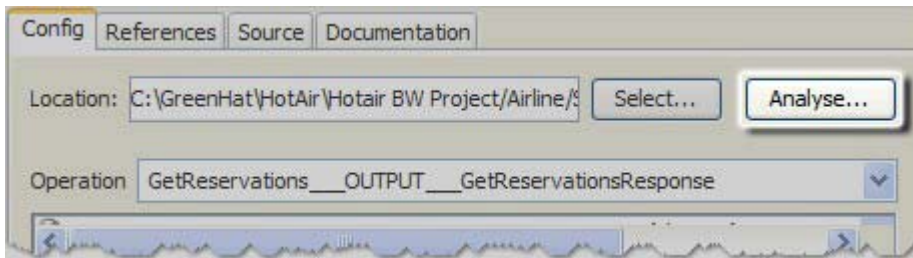 Config References Source Documentation
Location: C:\GreenHat\HotAir\Hotair BW Project/Airline/S Select... Analyse...
Operation GetReservations___OUTPUT___GetReservationsResponse